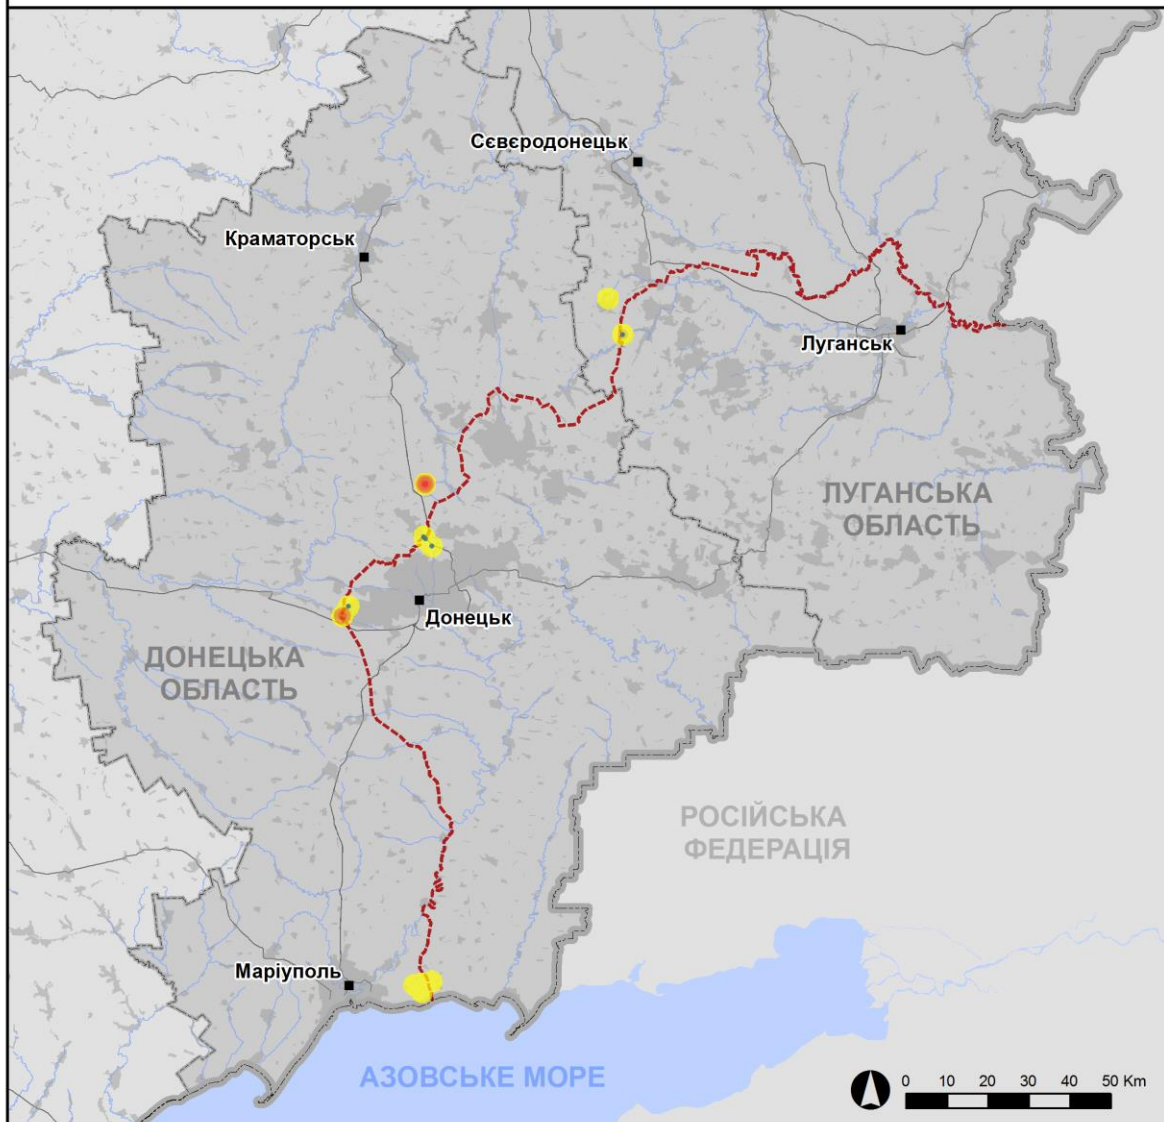 Сєвєродонецьк
Краматорськ
Луганськ
ЛУГАНСЬКА
ОБЛАСТЬ
Донецьк
ДОНЕЦЬКА
ОБЛАСТЬ
РОСІЙСЬКА
ФЕДЕРАЦІЯ
Маріуполь
АЗОВСЬКЕ МОРЕ
0 10 20 30 40 50 Km